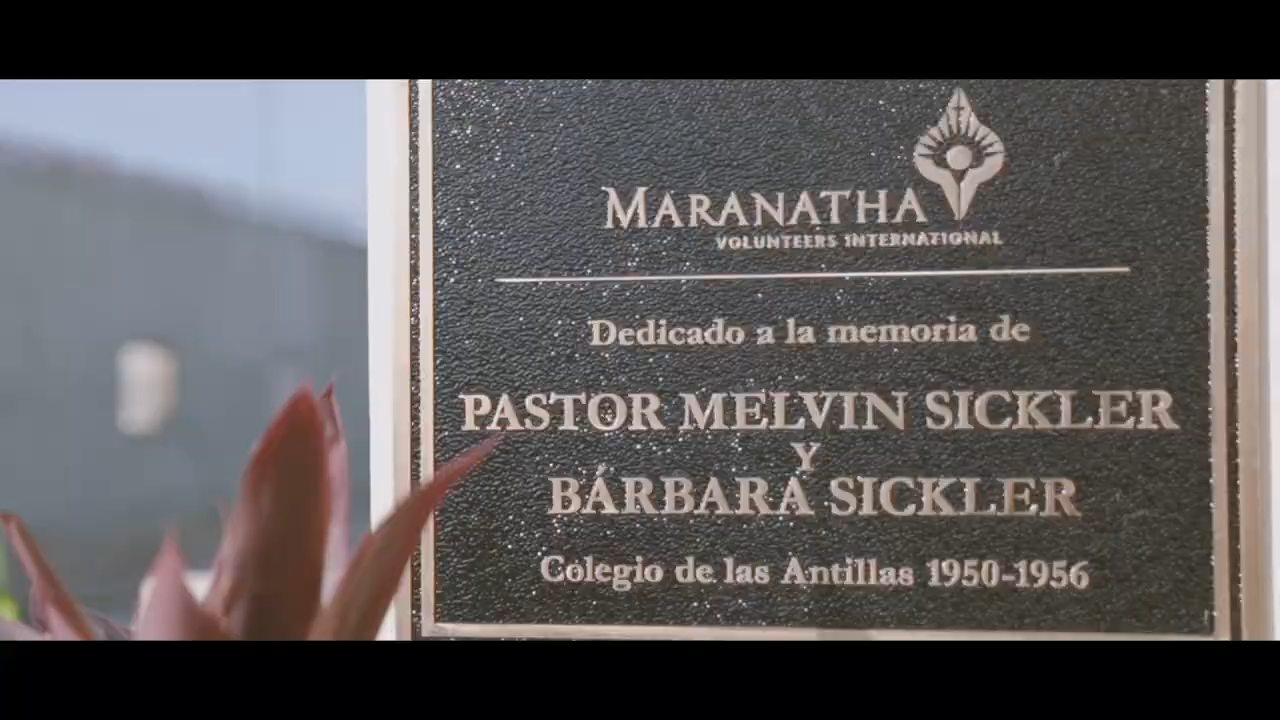 MARANATHA
VOLUNTEERS INTERNATIONAL
Dedicado a la memoria de
PASTOR MELVIN SICKLER
Y
BÁRBARA SICKLER
Colegio de las Antillas 1950-1956